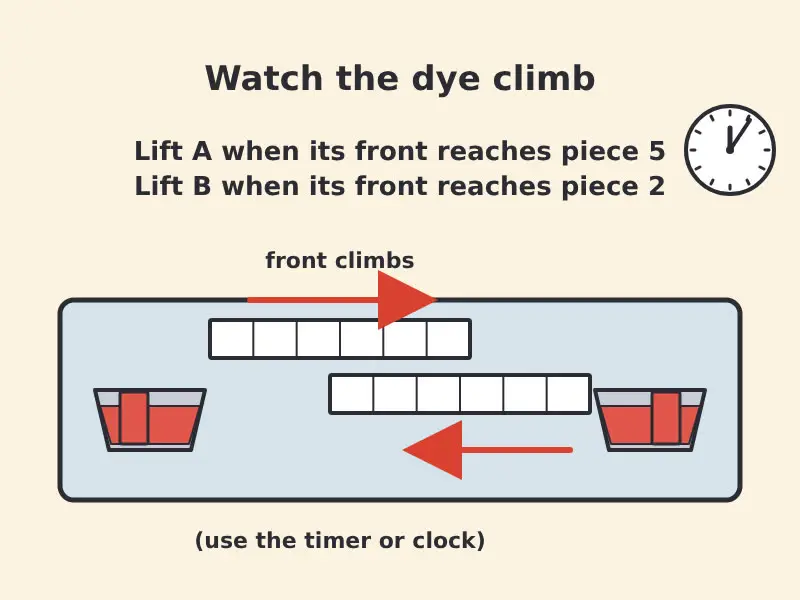 Watch the dye climb
Lift A when its front reaches piece 5
Lift B when its front reaches piece 2
front climbs
(use the timer or clock)